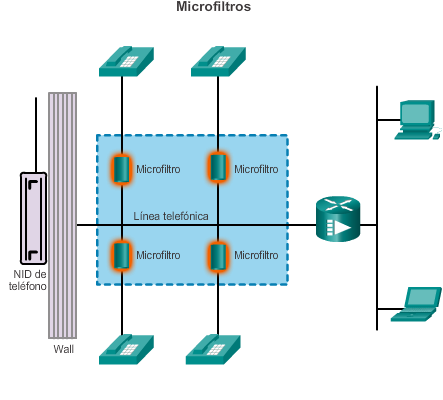 Microfiltros
Microfiltro
Microfiltro
Línea telefónica
Microfiltro
Microfiltro
NID de
teléfono
Wall